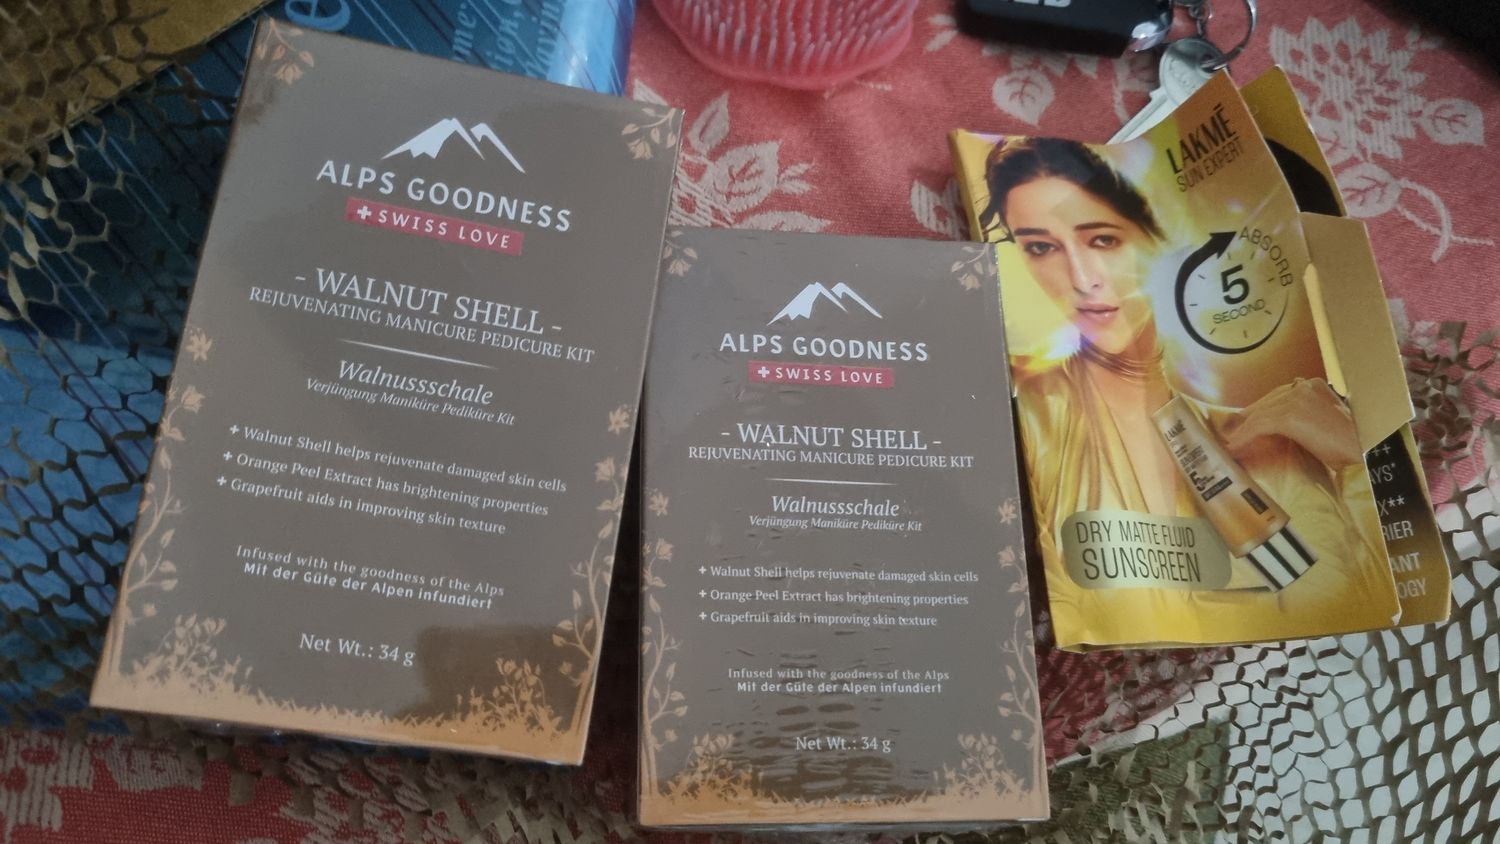 ALPS GOODNESS
SWISS LOVE
- WALNUT SHELL -
REJUVENATING MANICURE PEDICURE KIT
Walnussschale
Verjüngung Maniküre Pediküre Kit
+ Walnut Shell helps rejuvenate damaged skin cells
+ Orange Peel Extract has brightening properties
+ Grapefruit aids in improving skin texture
Infused with the goodness of the Alps
Mit der Güte der Alpen infundiert
Net Wt.: 34 g
ALPS GOODNESS
SWISS LOVE
- WALNUT SHELL -
REJUVENATING MANICURE PEDICURE KIT
Walnussschale
Verjüngung Maniküre Pediküre Kit
+ Walnut Shell helps rejuvenate damaged skin cells
+ Orange Peel Extract has brightening properties
+ Grapefruit aids in improving skin texture
Infused with the goodness of the Alps
Mit der Güte der Alpen infundiert
Net Wt.: 34 g
LAKMĒ
SUN EXPERT
ABSORB
5
SECOND
LAKMĒ
5
DRY MATTE FLUID
SUNSCREEN